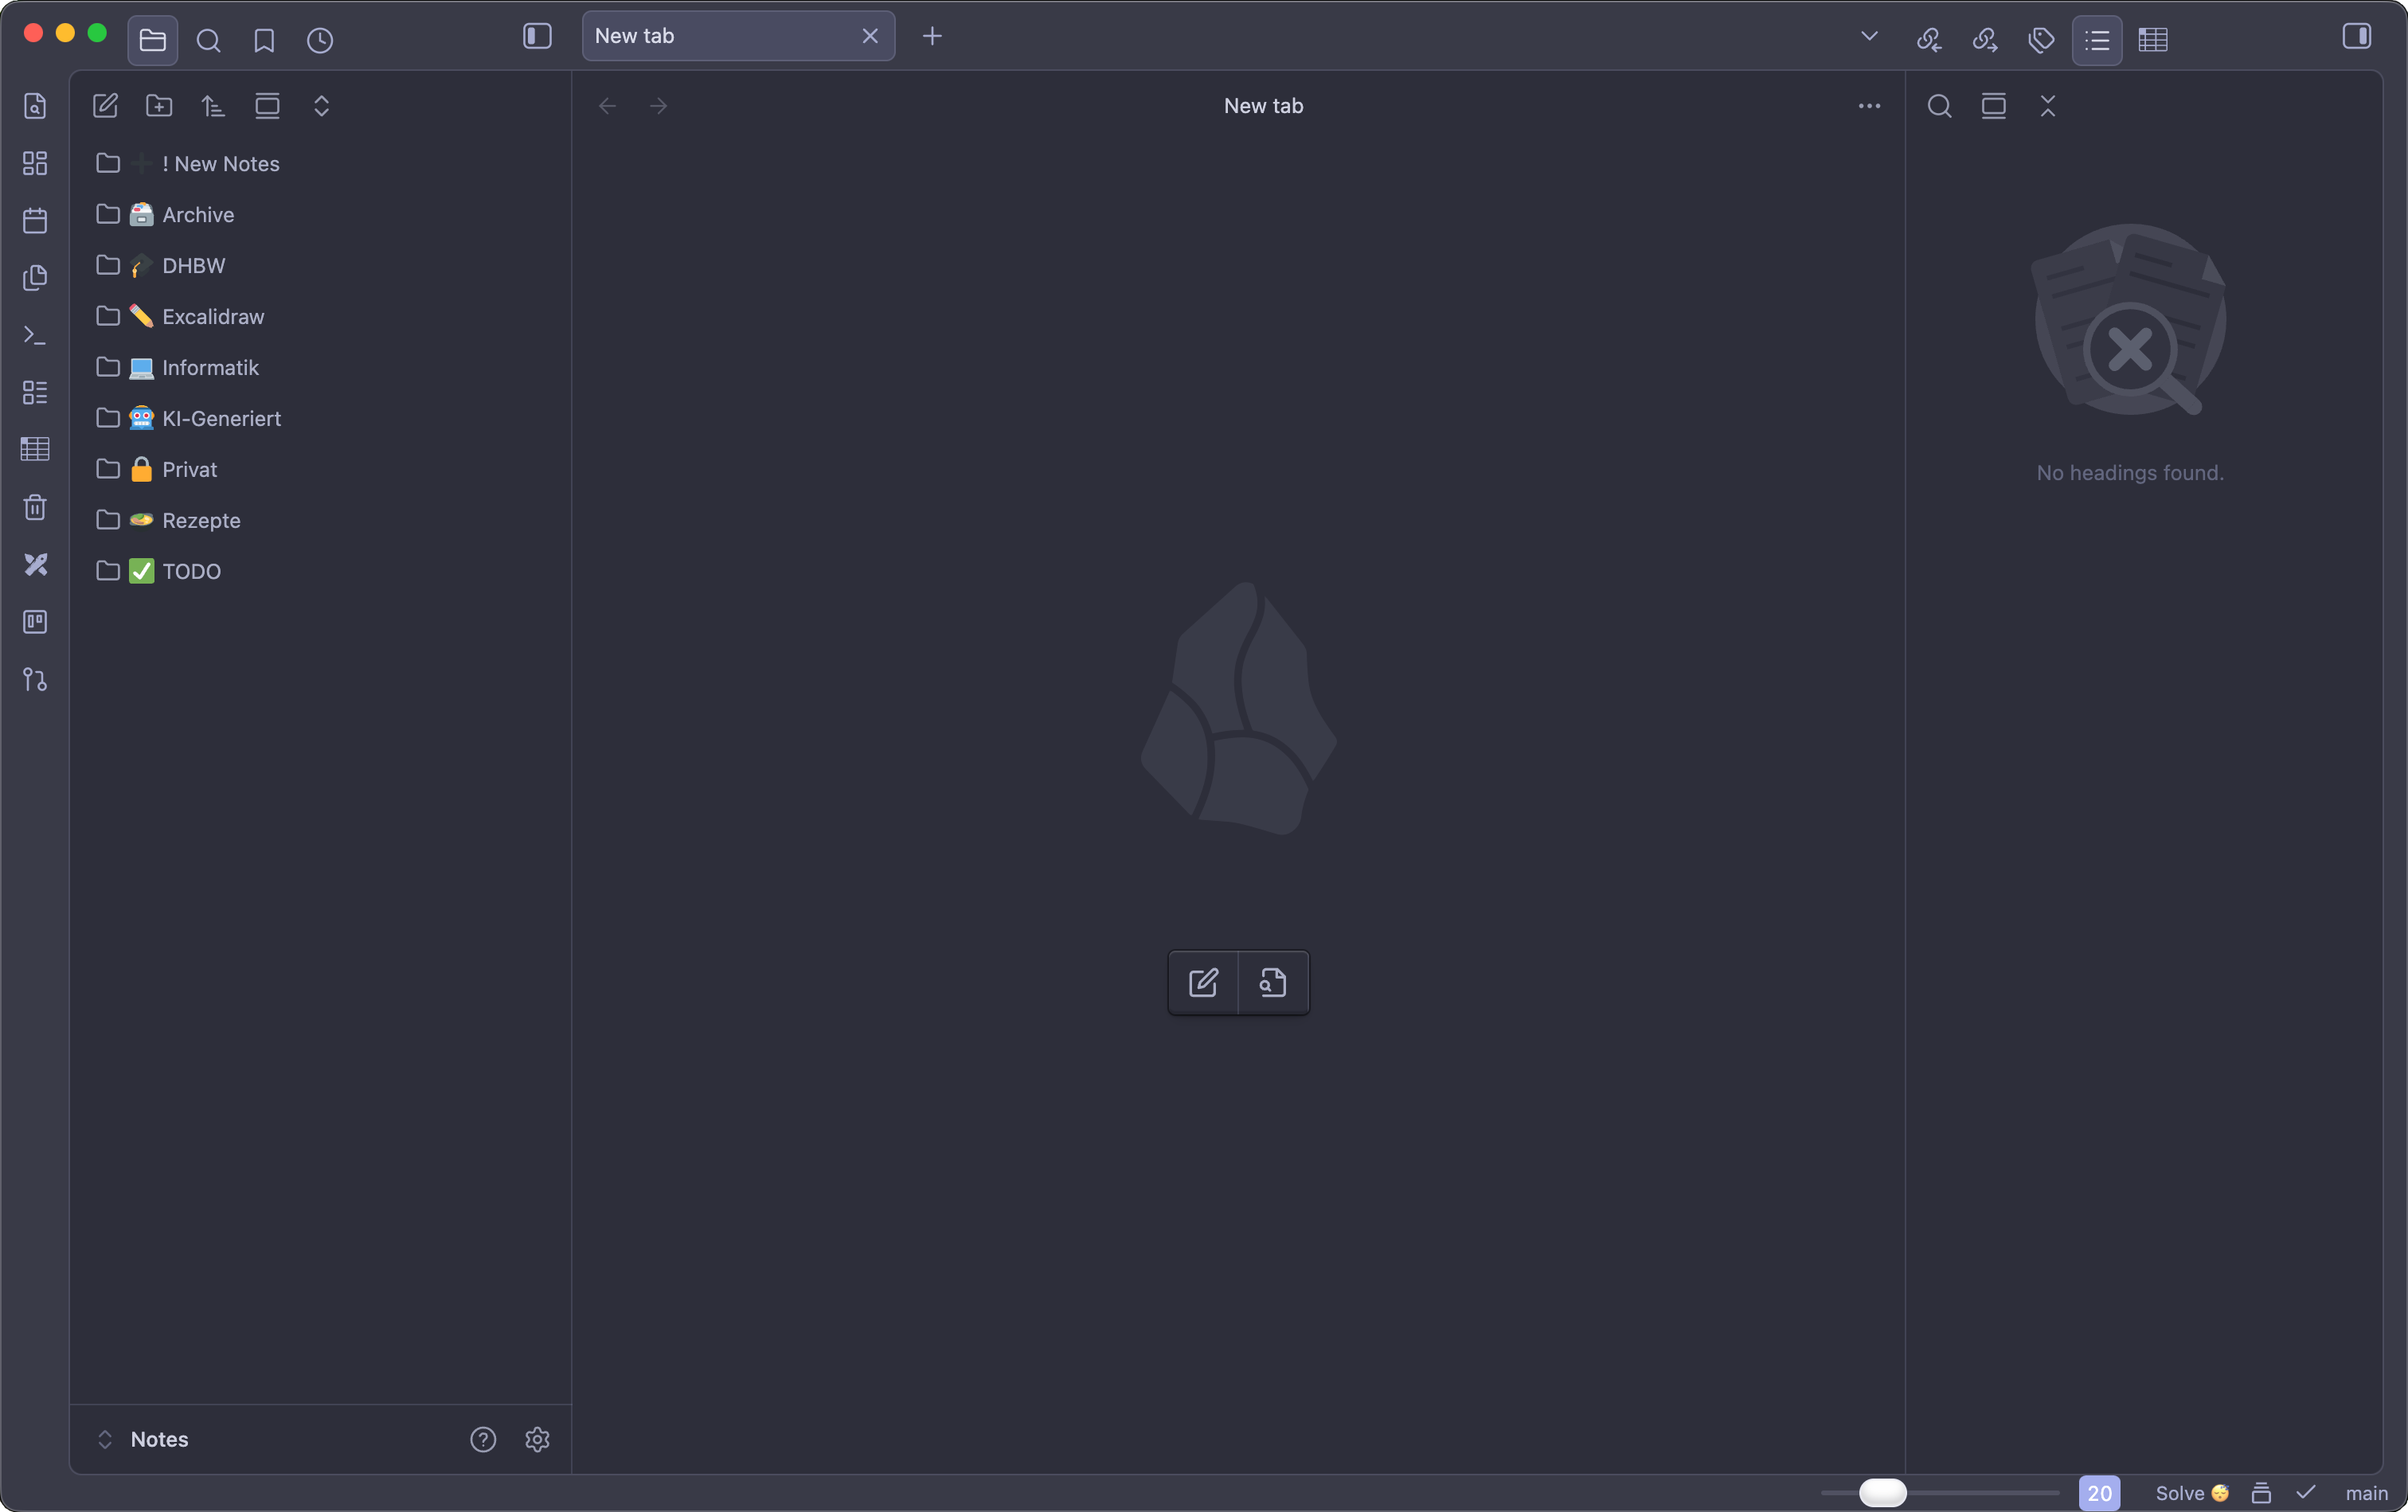 New tab
New tab
! New Notes
Archive
DHBW
Excalidraw
Informatik
KI-Generiert
Privat
Rezepte
TODO
No headings found.
Notes
20 Solve 😴 main